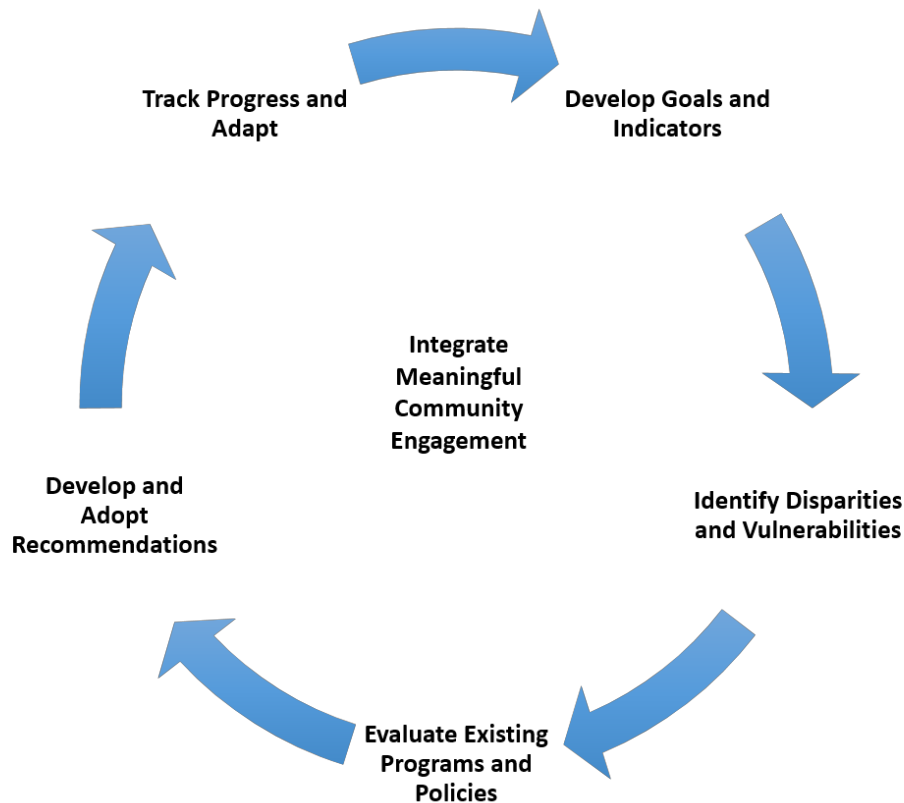 Track Progress and
Adapt
Develop Goals and
Indicators
Integrate
Meaningful
Community
Engagement
Develop and
Adopt
Recommendations
Identify Disparities
and Vulnerabilities
Evaluate Existing
Programs and
Policies